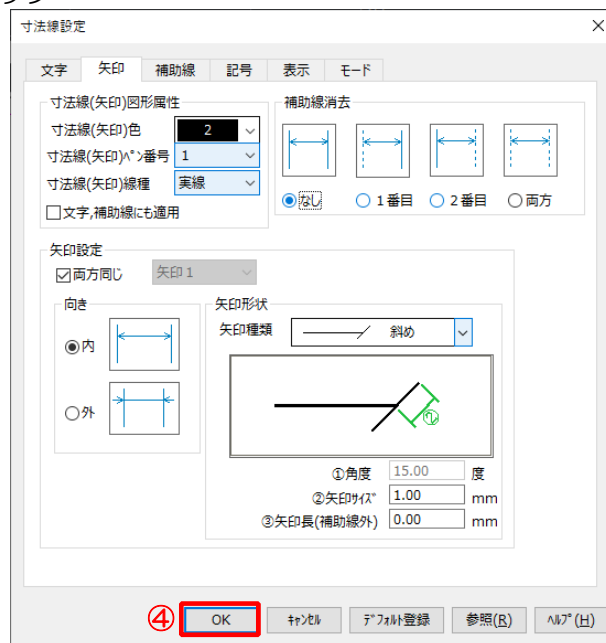 寸法線設定
文字 矢印 補助線 記号 表示 モード
寸法線(矢印)図形属性
寸法線(矢印)色 2
寸法線(矢印)ﾍﾟﾝ番号 1
寸法線(矢印)線種 実線
文字,補助線にも適用
補助線消去
なし 1番目 2番目 両方
矢印設定
両方同じ 矢印1
向き
内
外
矢印形状
矢印種類 斜め
②
①角度 15.00 度
②矢印ｻｲｽﾞ 1.00 mm
③矢印長(補助線外) 0.00 mm
④ OK ｷｬﾝｾﾙ ﾃﾞﾌｫﾙﾄ登録 参照(R) ﾍﾙﾌﾟ(H)